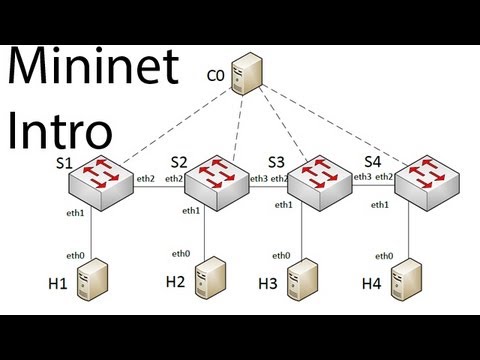 Mininet
Intro
C0
S1
S2
S3
S4
eth2
eth2
eth3
eth2
eth3
eth2
eth1
eth1
eth1
eth1
eth0
eth0
eth0
eth0
H1
H2
H3
H4